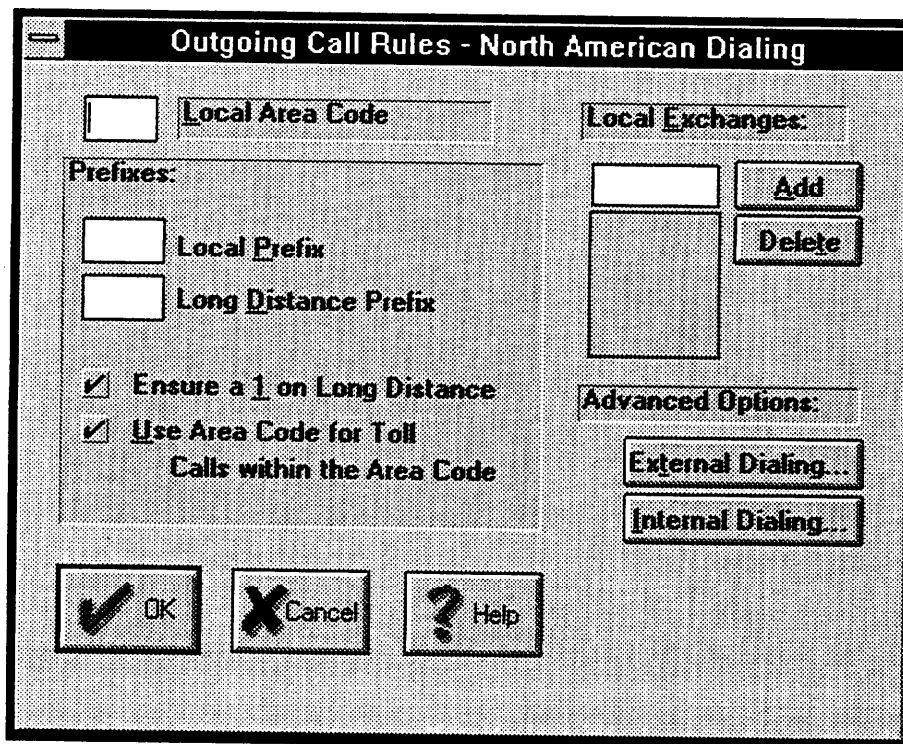 Outgoing Call Rules - North American Dialing
Local Area Code
Prefixes:
Local Prefix
Long Distance Prefix
Ensure a 1 on Long Distance
Use Area Code for Toll
Calls within the Area Code
Local Exchanges:
Add
Delete
Advanced Options:
External Dialing...
Internal Dialing...
OK
Cancel
Help